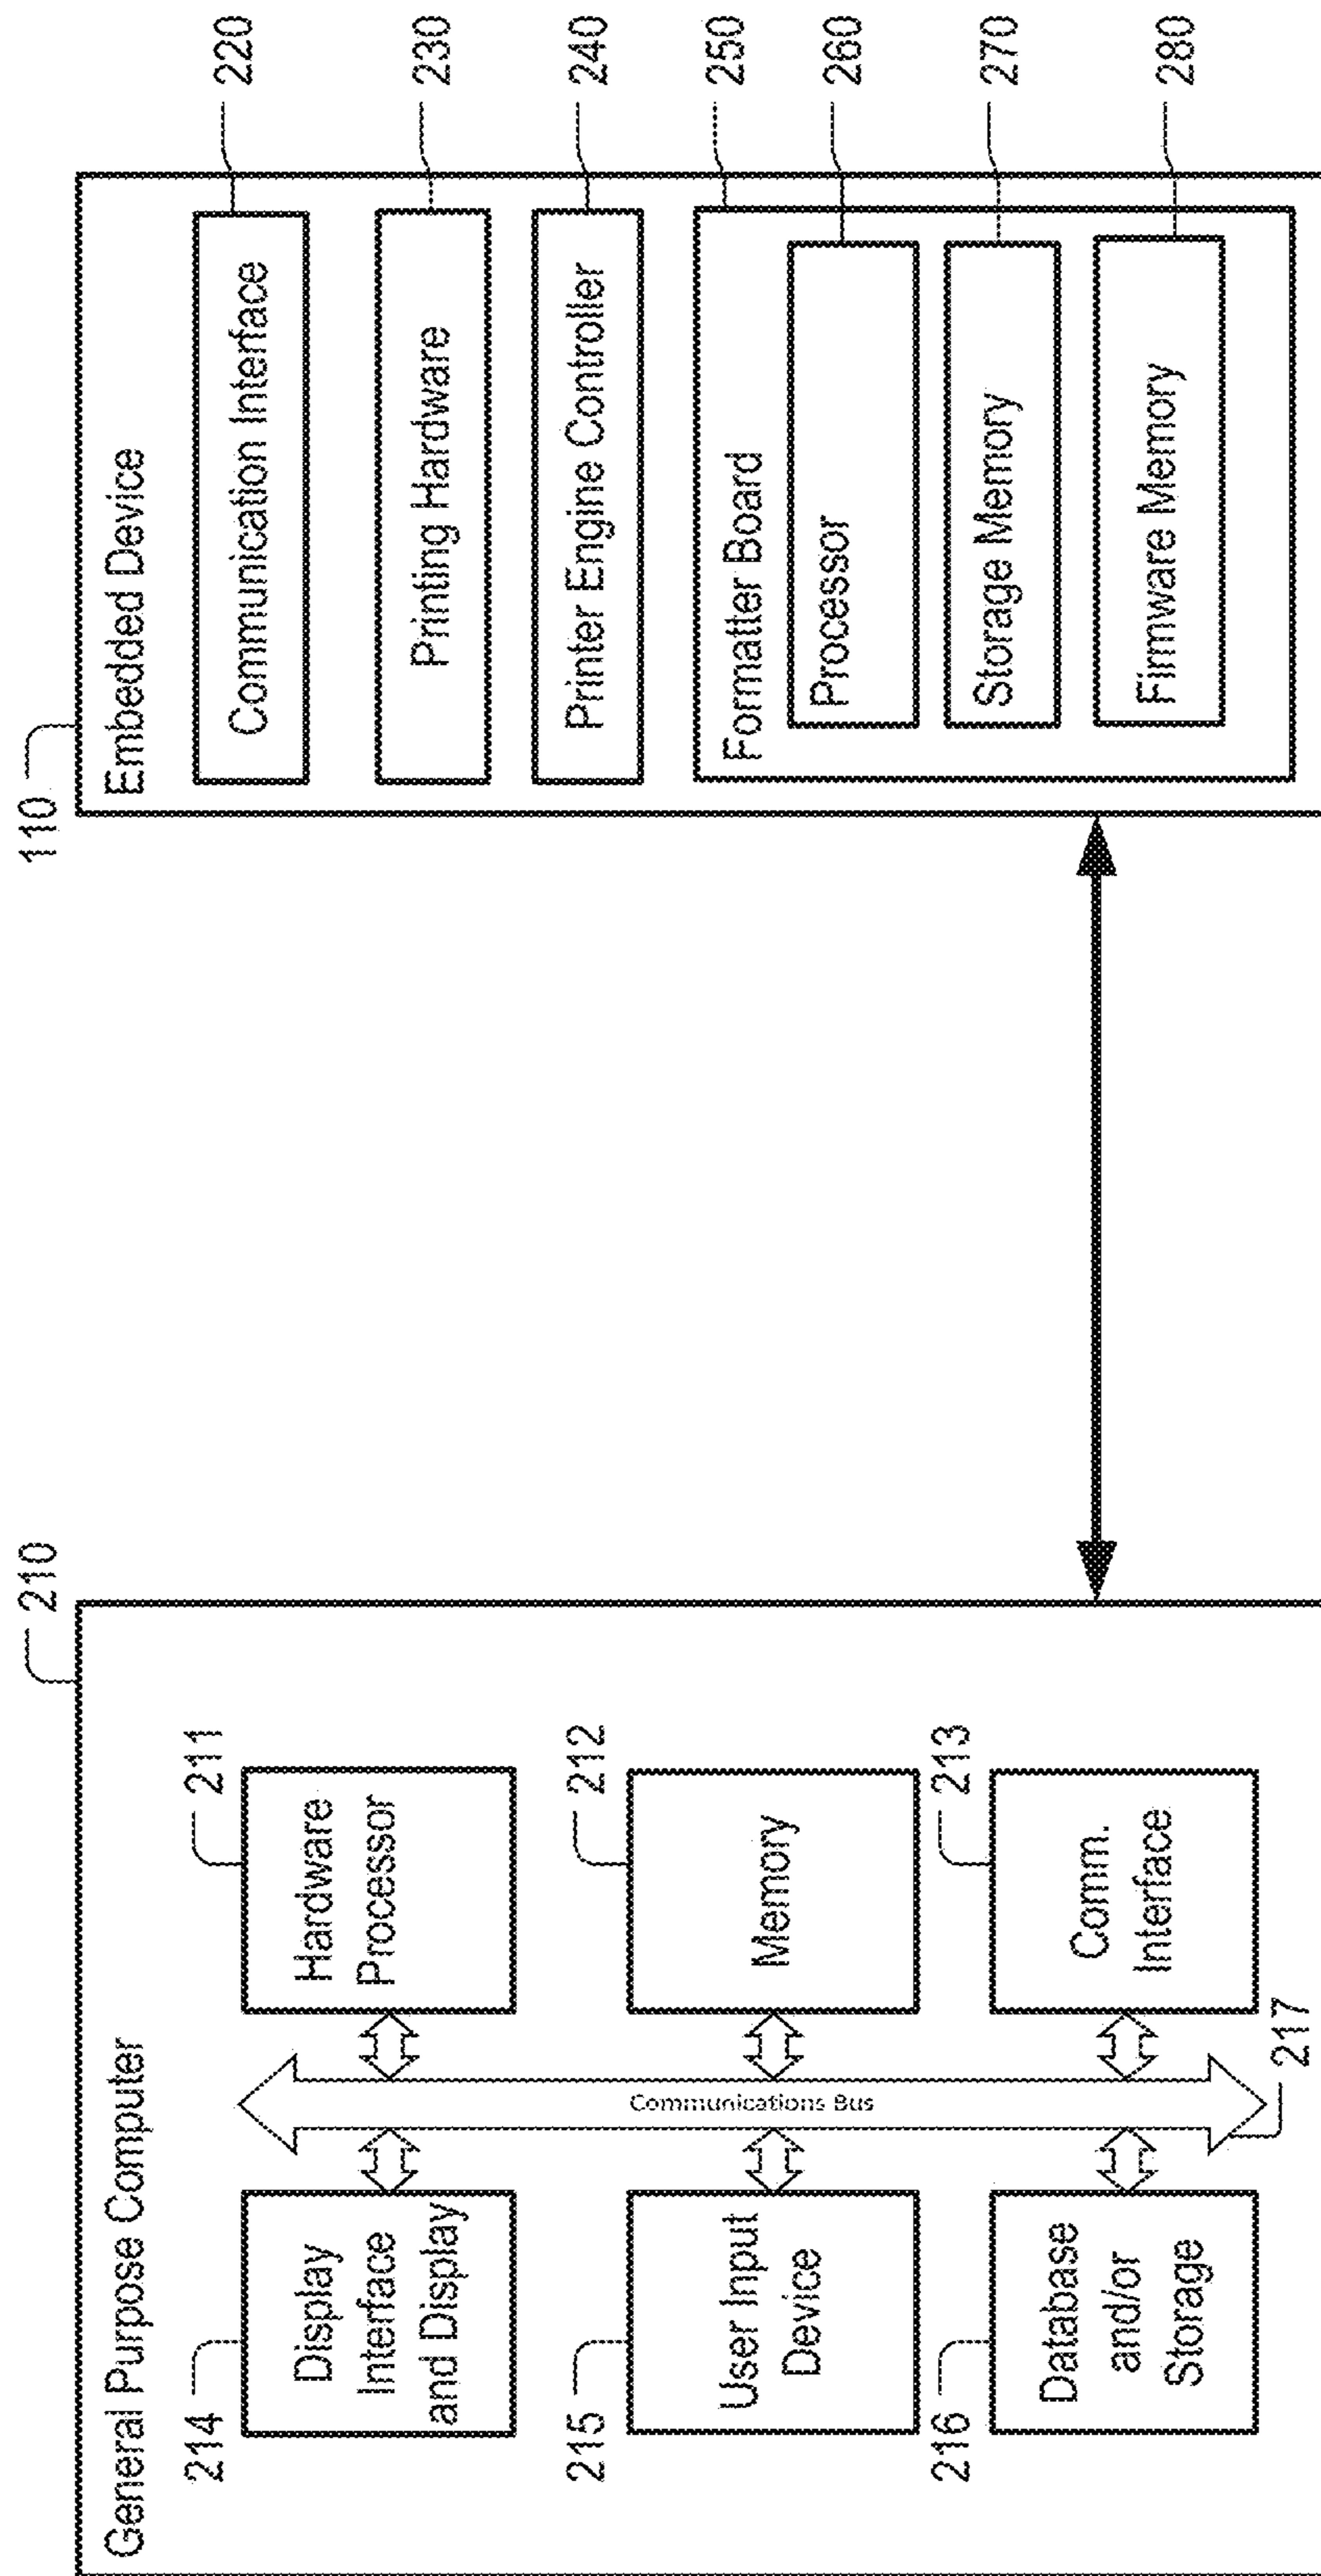 210
General Purpose Computer
214
Display
Interface
and Display
211
Hardware
Processor
215
User Input
Device
212
Memory
216
Database
and/or
Storage
213
Comm.
Interface
Communications Bus
217
110
Embedded Device
Communication Interface
220
Printing Hardware
230
Printer Engine Controller
240
Formatter Board
250
Processor
260
Storage Memory
270
Firmware Memory
280